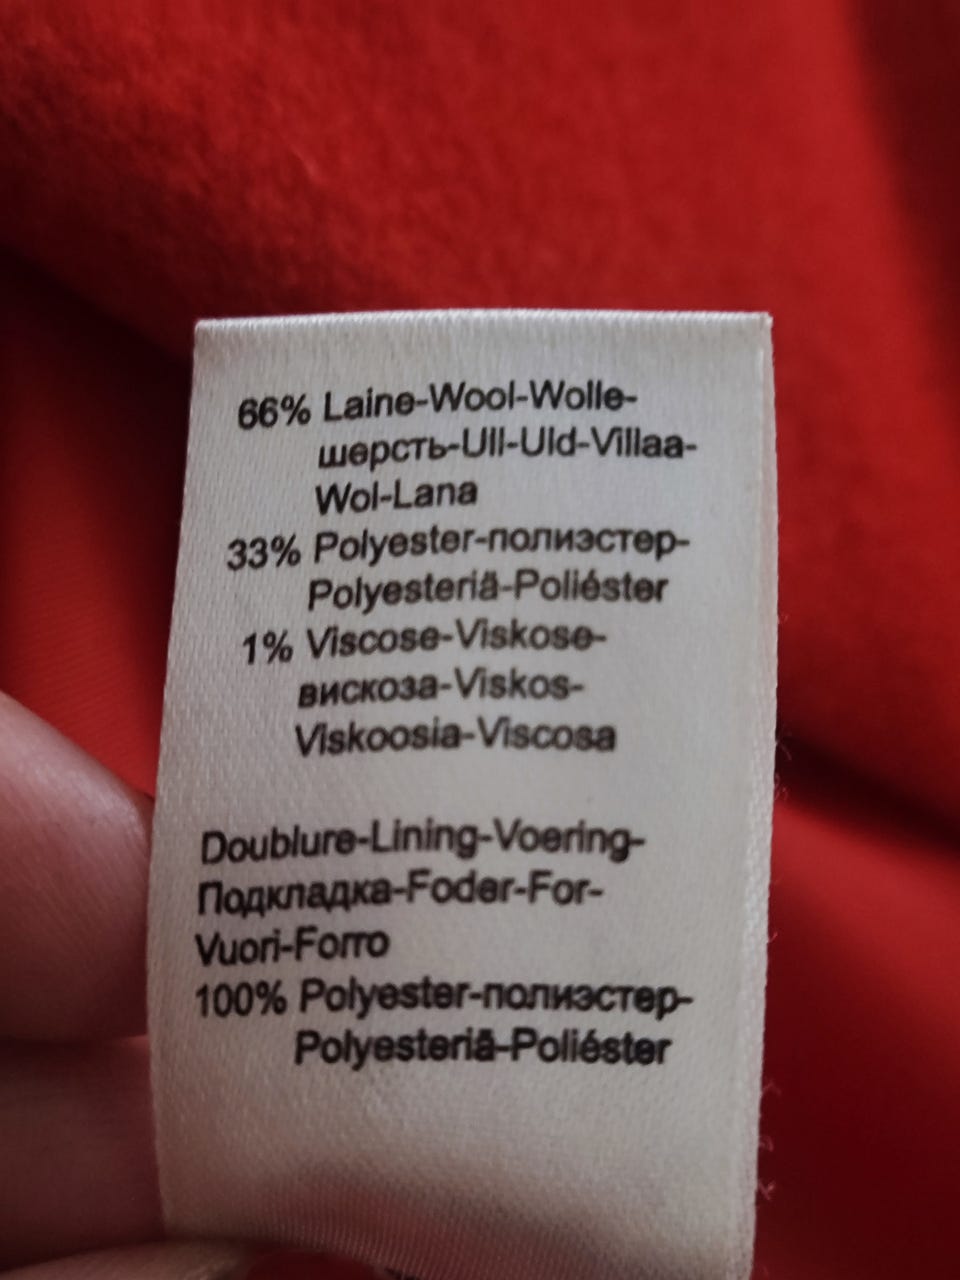 66% Laine-Wool-Wolle-
шерсть-Ull-Uld-Villaa-
Wol-Lana
33% Polyester-полиэстер-
Polyesteriä-Poliéster
1% Viscose-Viskose-
вискоза-Viskos-
Viskoosia-Viscosa
Doublure-Lining-Voering-
Подкладка-Foder-For-
Vuori-Forro
100% Polyester-полиэстер-
Polyesteriä-Poliéster